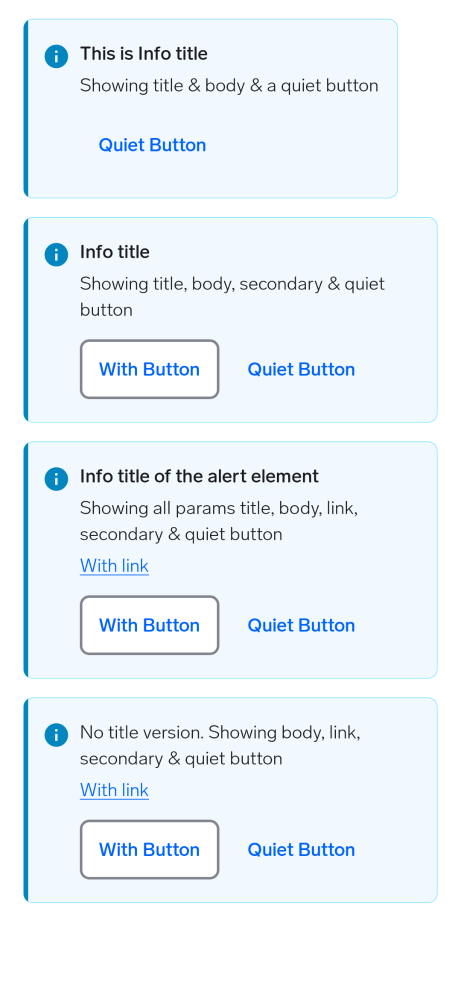 This is Info title
Showing title & body & a quiet button
Quiet Button
Info title
Showing title, body, secondary & quiet
button
With Button
Quiet Button
Info title of the alert element
Showing all params title, body, link,
secondary & quiet button
With link
With Button
Quiet Button
No title version. Showing body, link,
secondary & quiet button
With link
With Button
Quiet Button